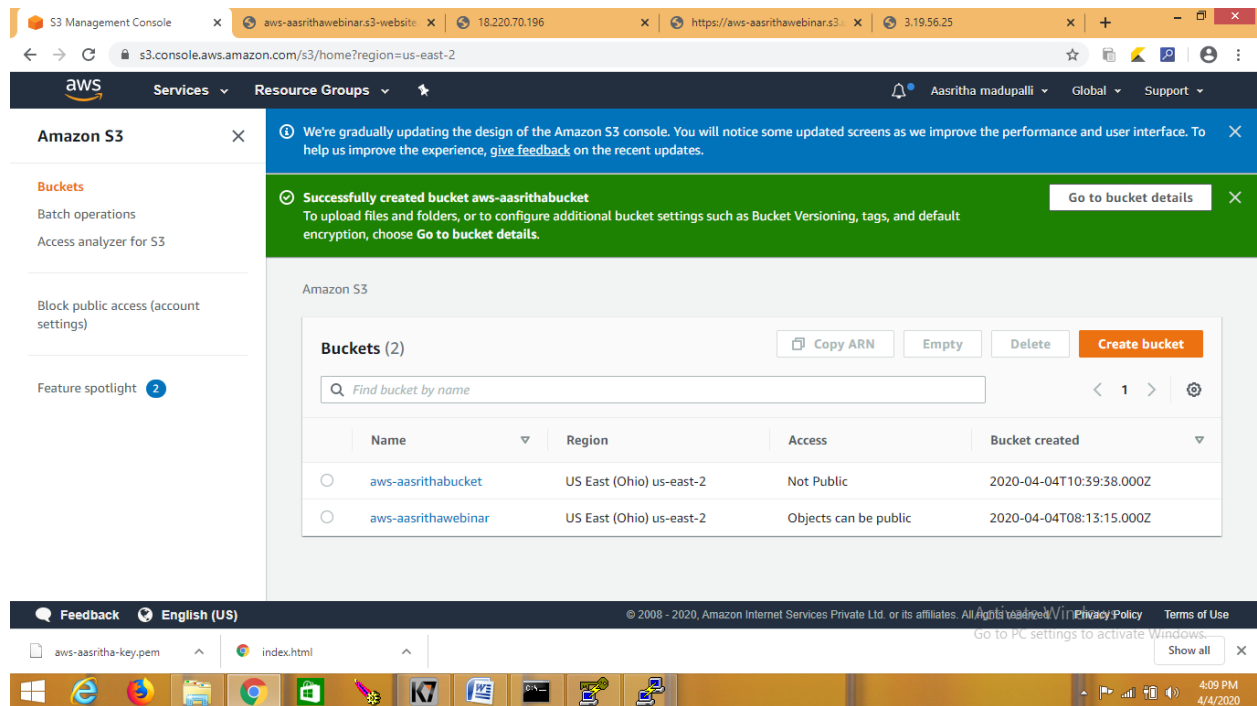 S3 Management Console
aws-aasrithawebinar.s3-website
18.220.70.196
https://aws-aasrithawebinar.s3.
3.19.56.25
s3.console.aws.amazon.com/s3/home?region=us-east-2
aws
Services
Resource Groups
Aasritha madupalli
Global
Support
Amazon S3
Buckets
Batch operations
Access analyzer for S3
Block public access (account
settings)
Feature spotlight 2
We're gradually updating the design of the Amazon S3 console. You will notice some updated screens as we improve the performance and user interface. To
help us improve the experience, give feedback on the recent updates.
Successfully created bucket aws-aasrithabucket
To upload files and folders, or to configure additional bucket settings such as Bucket Versioning, tags, and default
encryption, choose Go to bucket details.
Go to bucket details
Amazon S3
Buckets (2)
Copy ARN
Empty
Delete
Create bucket
Find bucket by name
1
Name Region Access Bucket created
aws-aasrithabucket US East (Ohio) us-east-2 Not Public 2020-04-04T10:39:38.000Z
aws-aasrithawebinar US East (Ohio) us-east-2 Objects can be public 2020-04-04T08:13:15.000Z
Feedback
English (US)
© 2008 - 2020, Amazon Internet Services Private Ltd. or its affiliates. All rights reserved.
Privacy Policy
Terms of Use
Activate Windows
Go to PC settings to activate Windows.
aws-aasritha-key.pem
index.html
Show all
K7
W
C:\
4:09 PM
4/4/2020